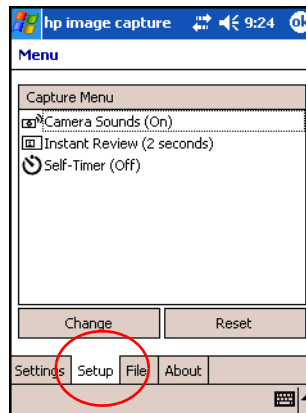 hp image capture 9:24 ok
Menu
Capture Menu
Camera Sounds (On)
Instant Review (2 seconds)
Self-Timer (Off)
Change Reset
Settings Setup File About